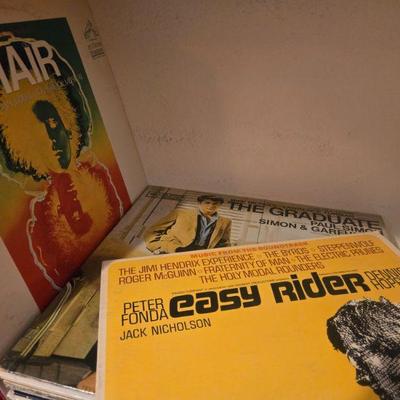 HAIR
THE GRADUATE
PAUL SIMON
SIMON & GARFUNKEL
MUSIC FROM THE SOUNDTRACK
THE JIMI HENDRIX EXPERIENCE – THE BYRDS – STEPPENWOLF
ROGER McGUINN – FRATERNITY OF MAN – THE ELECTRIC PRUNES
THE HOLY MODAL ROUNDERS
PETER FONDA
easy Rider
DENNIS
JACK NICHOLSON